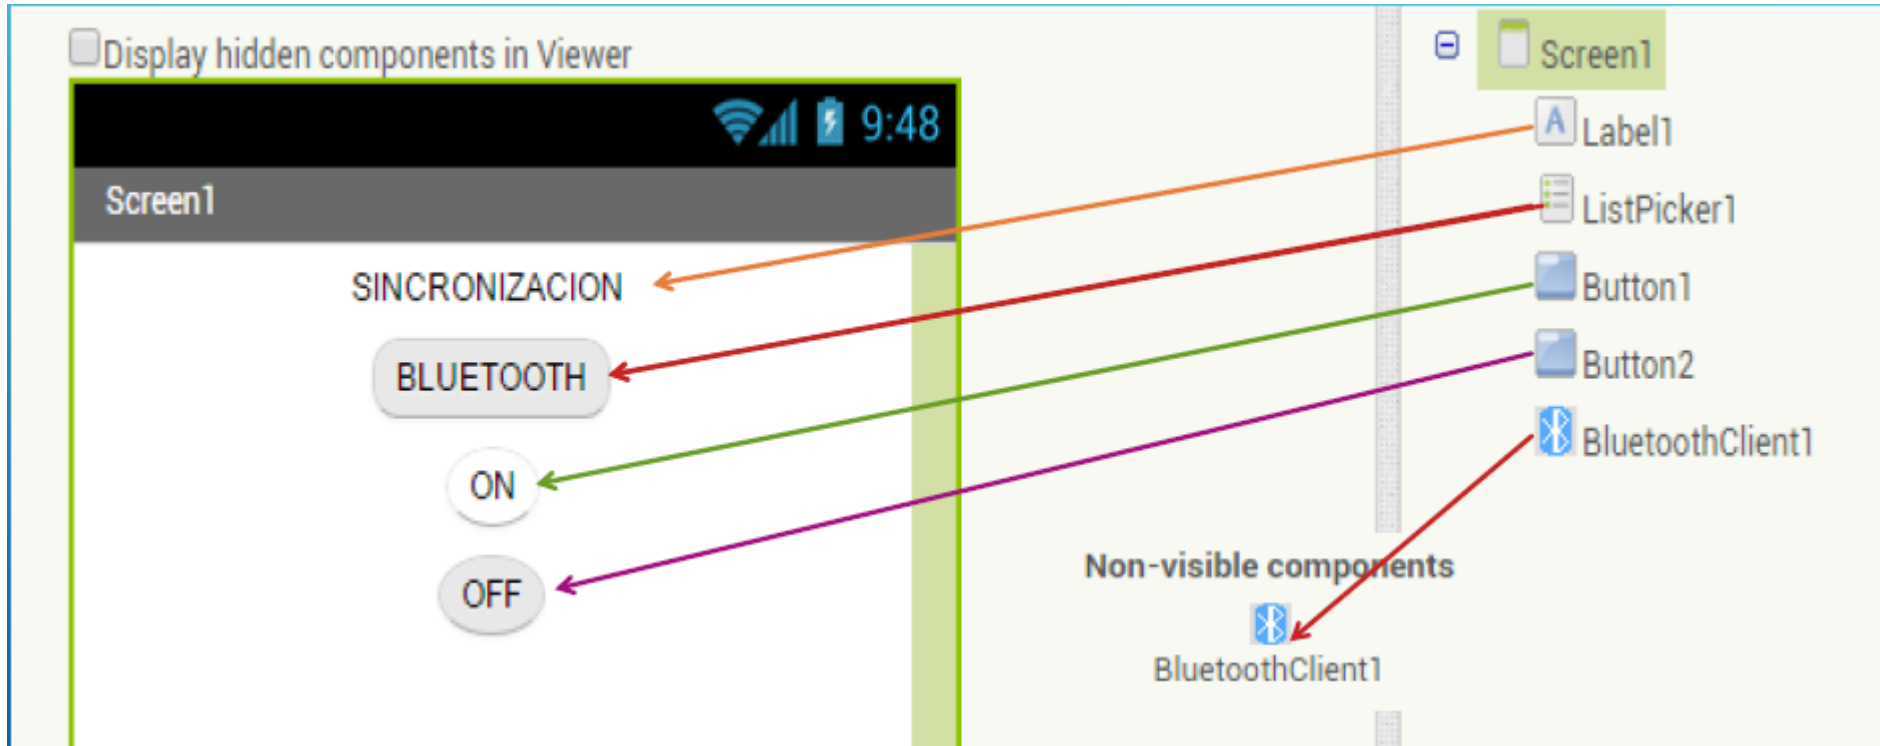 Display hidden components in Viewer
9:48
Screen1
SINCRONIZACION
BLUETOOTH
ON
OFF
Non-visible components
BluetoothClient1
Screen1
Label1
ListPicker1
Button1
Button2
BluetoothClient1